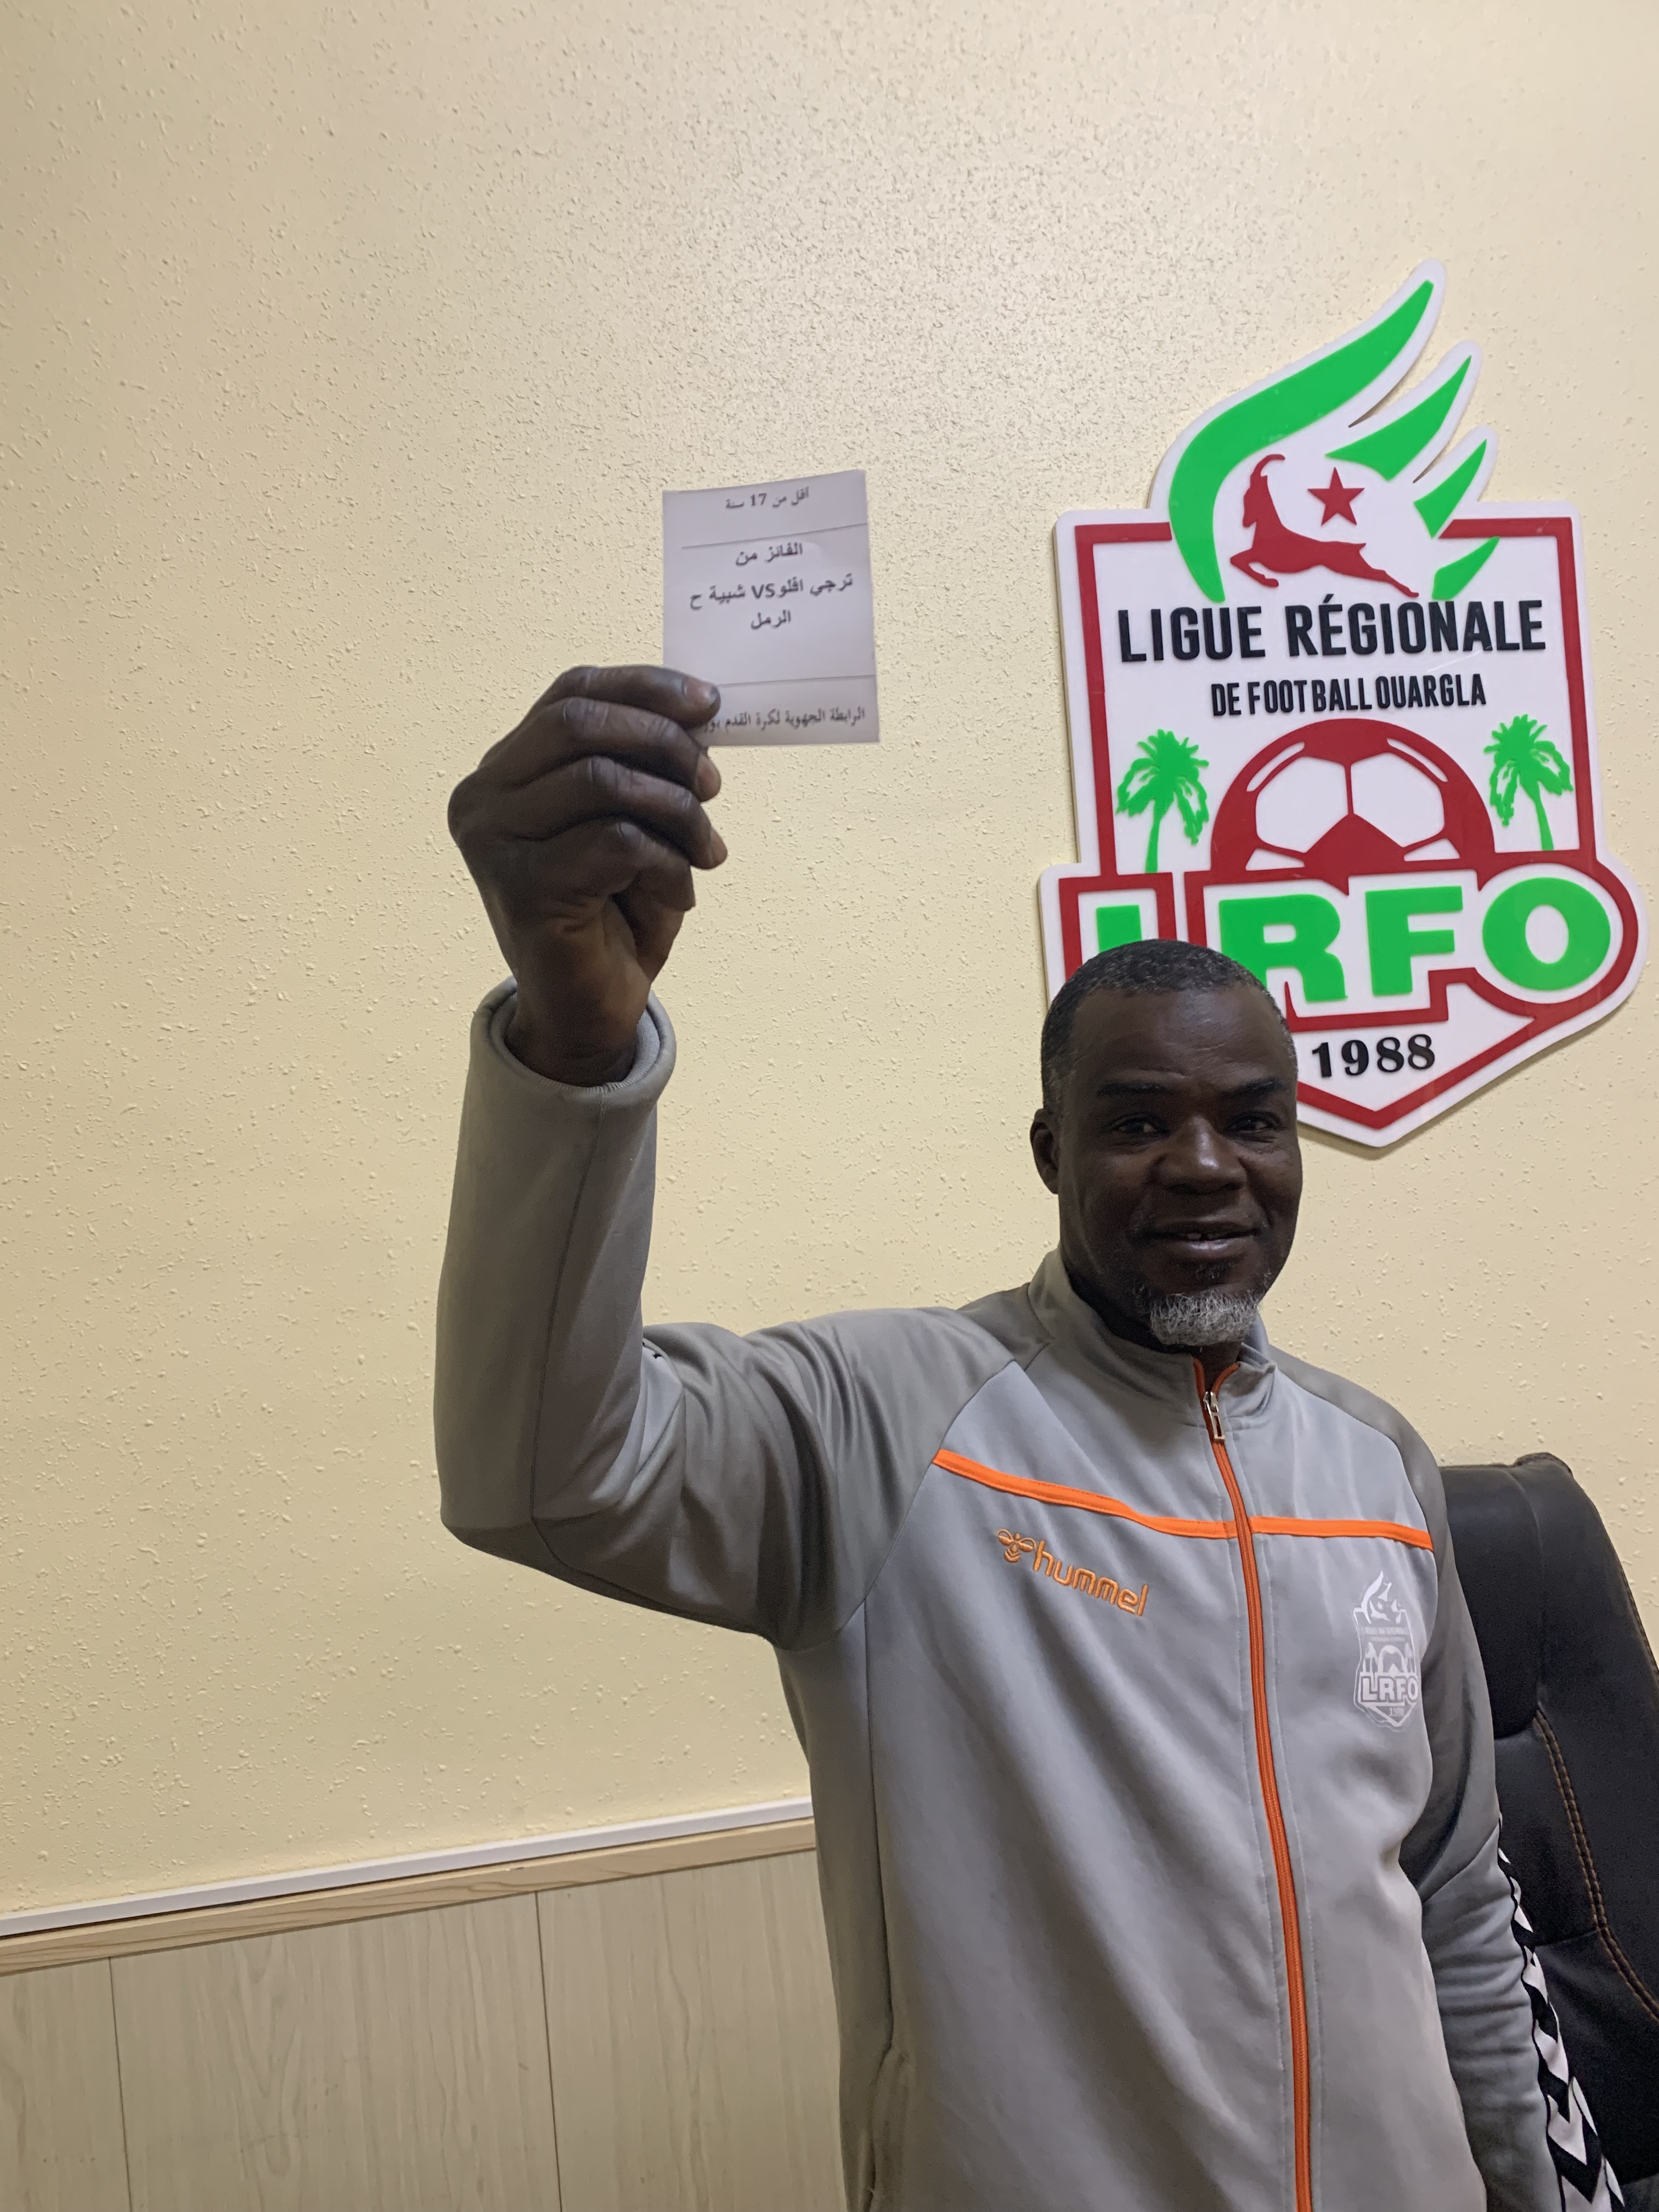 أقل من 17 سنة
الفائز من
ترجي افلو VS شبيبة ح
الرمل
الرابطة الجهوية لكرة القدم
LIGUE RÉGIONALE
DE FOOTBALL OUARGLA
LRFO
1988
hummel
LRFO